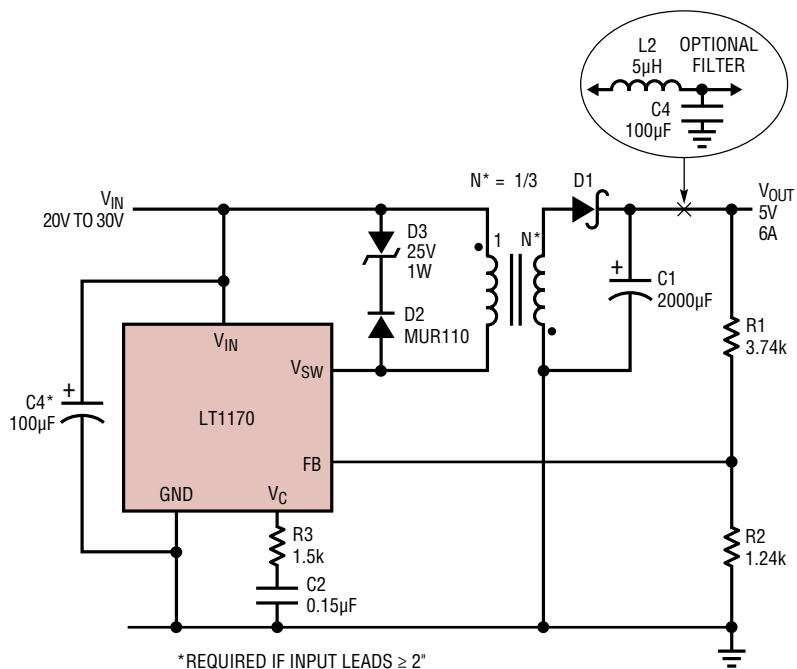 L2
5µH
OPTIONAL
FILTER
C4
100µF
N* = 1/3
D1
V_IN
20V TO 30V
V_OUT
5V
6A
D3
25V
1W
1
N*
C1
2000µF
D2
MUR110
R1
3.74k
V_IN
V_SW
C4*
100µF
LT1170
FB
GND
V_C
R3
1.5k
R2
1.24k
C2
0.15µF
*REQUIRED IF INPUT LEADS ≥ 2"
+
+